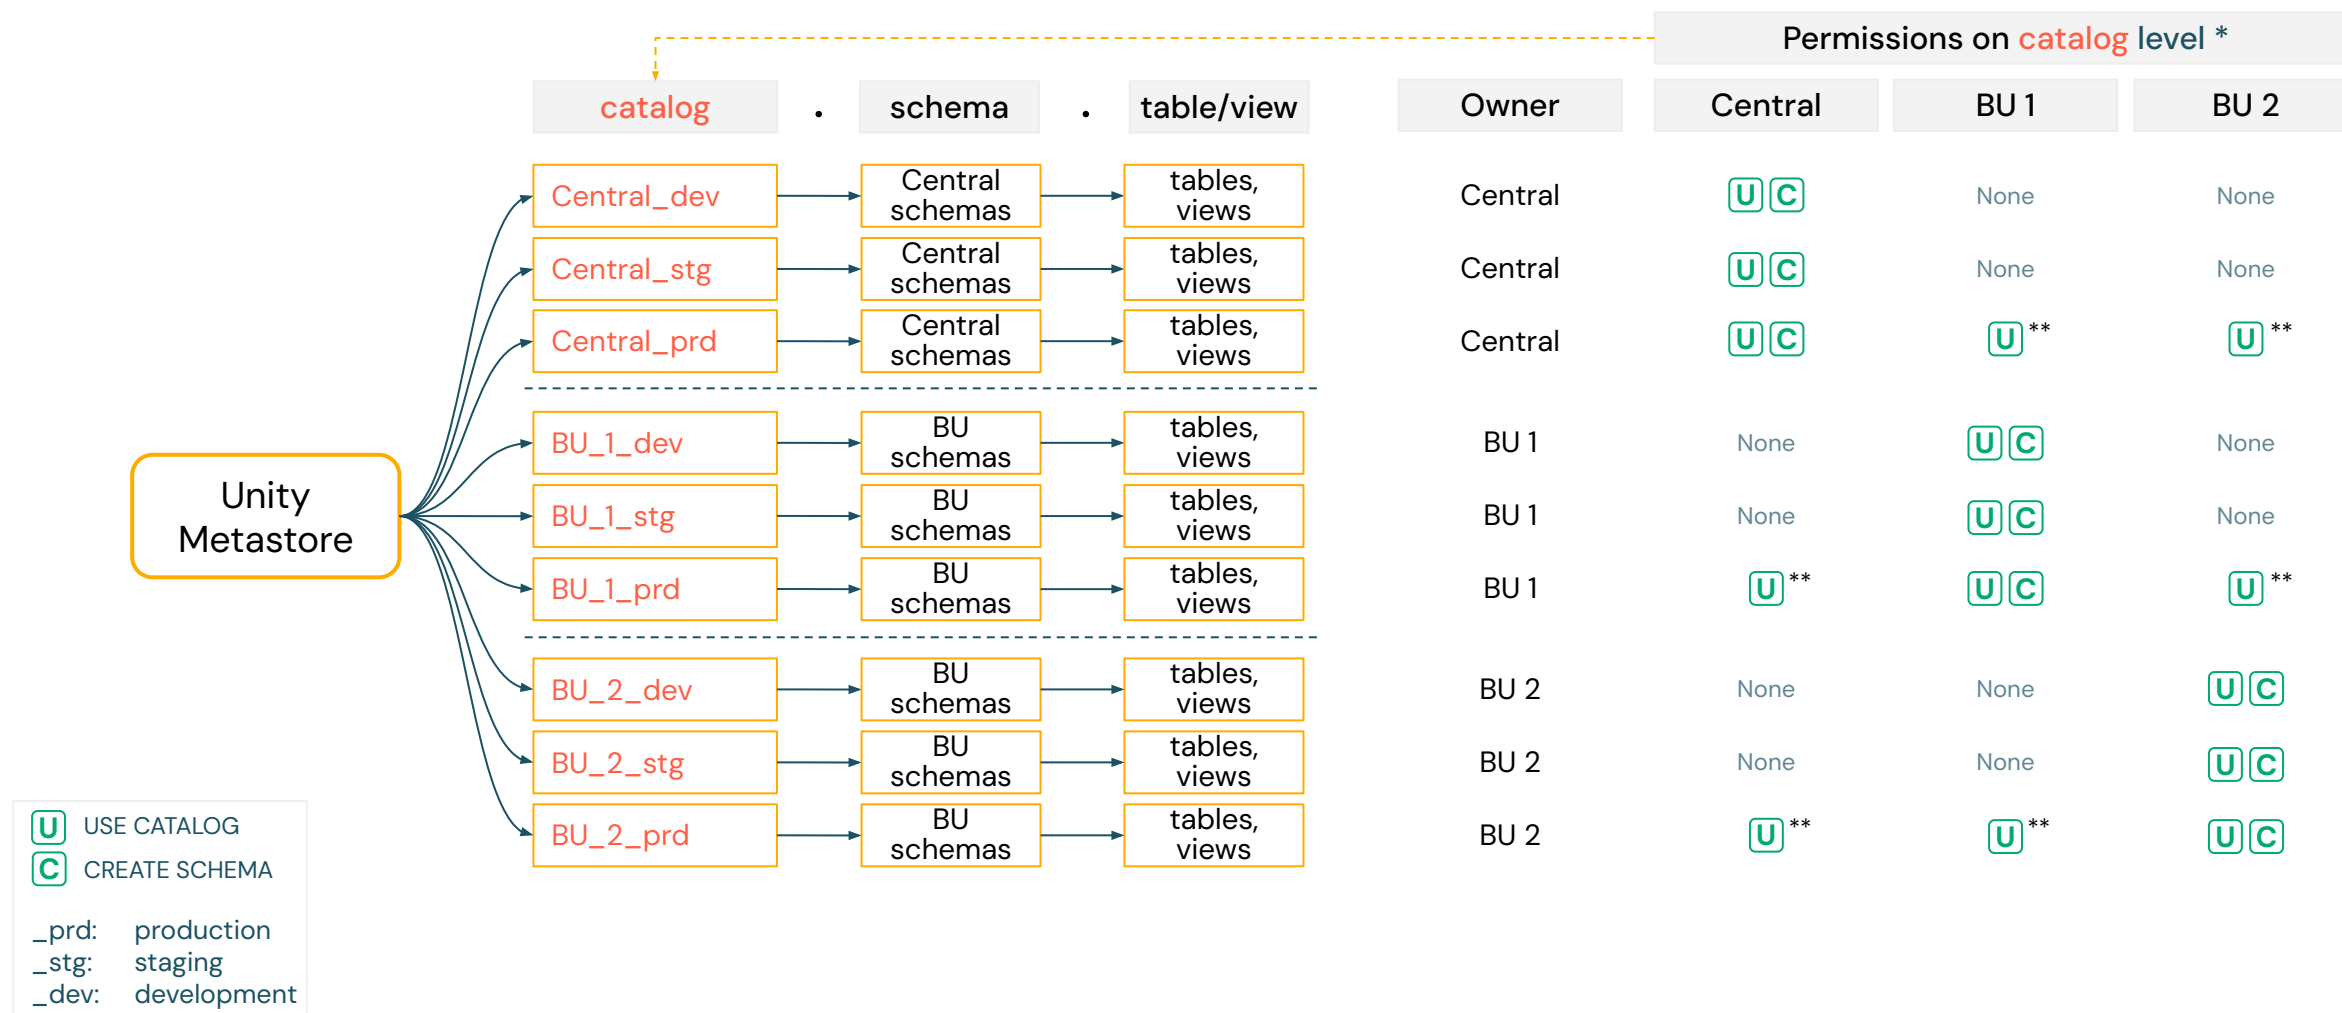 Permissions on catalog level *
catalog . schema . table/view Owner Central BU 1 BU 2
Central_dev Central schemas tables, views Central U C None None
Central_stg Central schemas tables, views Central U C None None
Central_prd Central schemas tables, views Central U C U ** U **
BU_1_dev BU schemas tables, views BU 1 None U C None
BU_1_stg BU schemas tables, views BU 1 None U C None
BU_1_prd BU schemas tables, views BU 1 U ** U C U **
Unity
Metastore
BU_2_dev BU schemas tables, views BU 2 None None U C
BU_2_stg BU schemas tables, views BU 2 None None U C
BU_2_prd BU schemas tables, views BU 2 U ** U ** U C
U USE CATALOG
C CREATE SCHEMA
_prd: production
_stg: staging
_dev: development